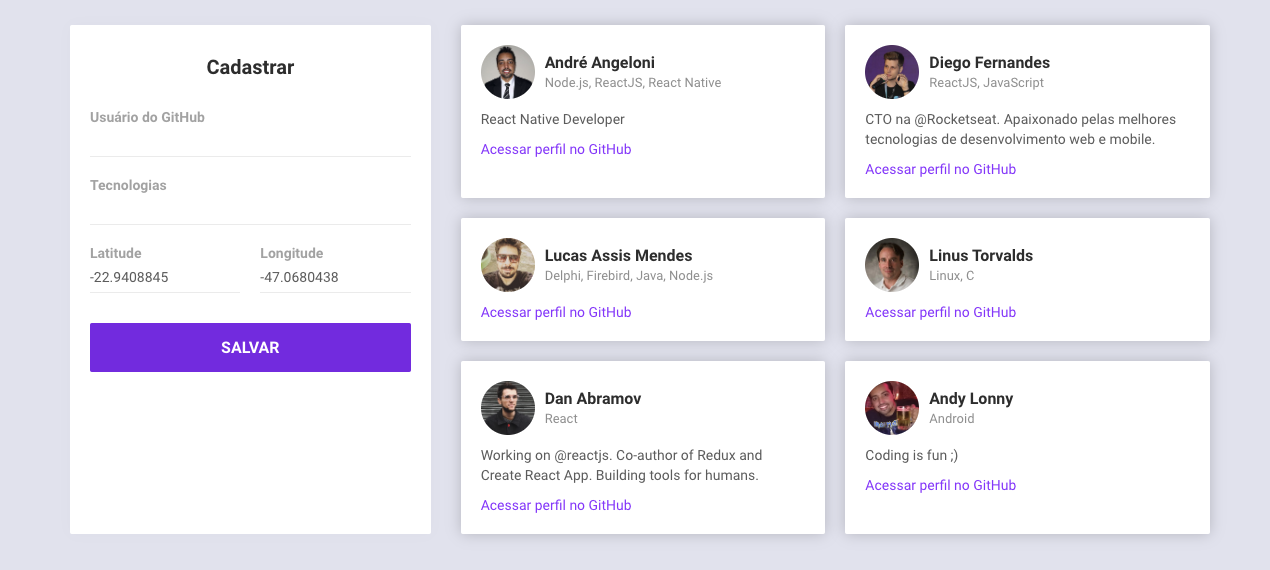 Cadastrar
Usuário do GitHub
Tecnologias
Latitude
Longitude
-22.9408845
-47.0680438
SALVAR
André Angeloni
Node.js, ReactJS, React Native
React Native Developer
Acessar perfil no GitHub
Diego Fernandes
ReactJS, JavaScript
CTO na @Rocketseat. Apaixonado pelas melhores
tecnologias de desenvolvimento web e mobile.
Acessar perfil no GitHub
Lucas Assis Mendes
Delphi, Firebird, Java, Node.js
Acessar perfil no GitHub
Linus Torvalds
Linux, C
Acessar perfil no GitHub
Dan Abramov
React
Working on @reactjs. Co-author of Redux and
Create React App. Building tools for humans.
Acessar perfil no GitHub
Andy Lonny
Android
Coding is fun ;)
Acessar perfil no GitHub